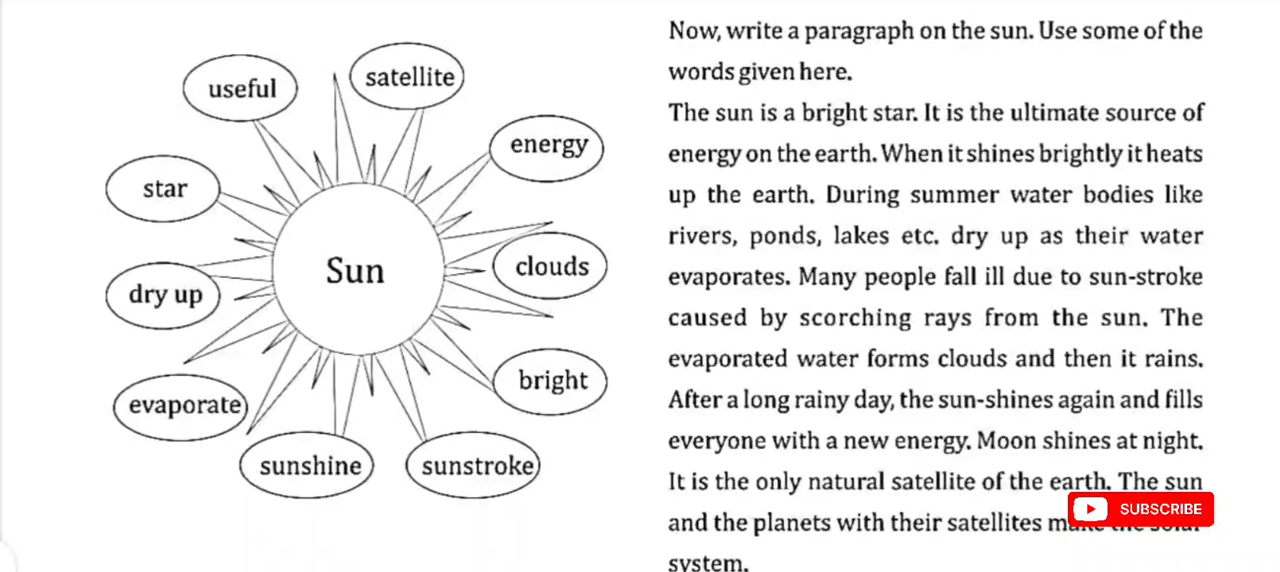 useful
satellite
energy
star
clouds
Sun
dry up
bright
evaporate
sunshine
sunstroke
Now, write a paragraph on the sun. Use some of the
words given here.
The sun is a bright star. It is the ultimate source of
energy on the earth. When it shines brightly it heats
up the earth. During summer water bodies like
rivers, ponds, lakes etc. dry up as their water
evaporates. Many people fall ill due to sun-stroke
caused by scorching rays from the sun. The
evaporated water forms clouds and then it rains.
After a long rainy day, the sun-shines again and fills
everyone with a new energy. Moon shines at night.
It is the only natural satellite of the earth. The sun
and the planets with their satellites
system.
SUBSCRIBE